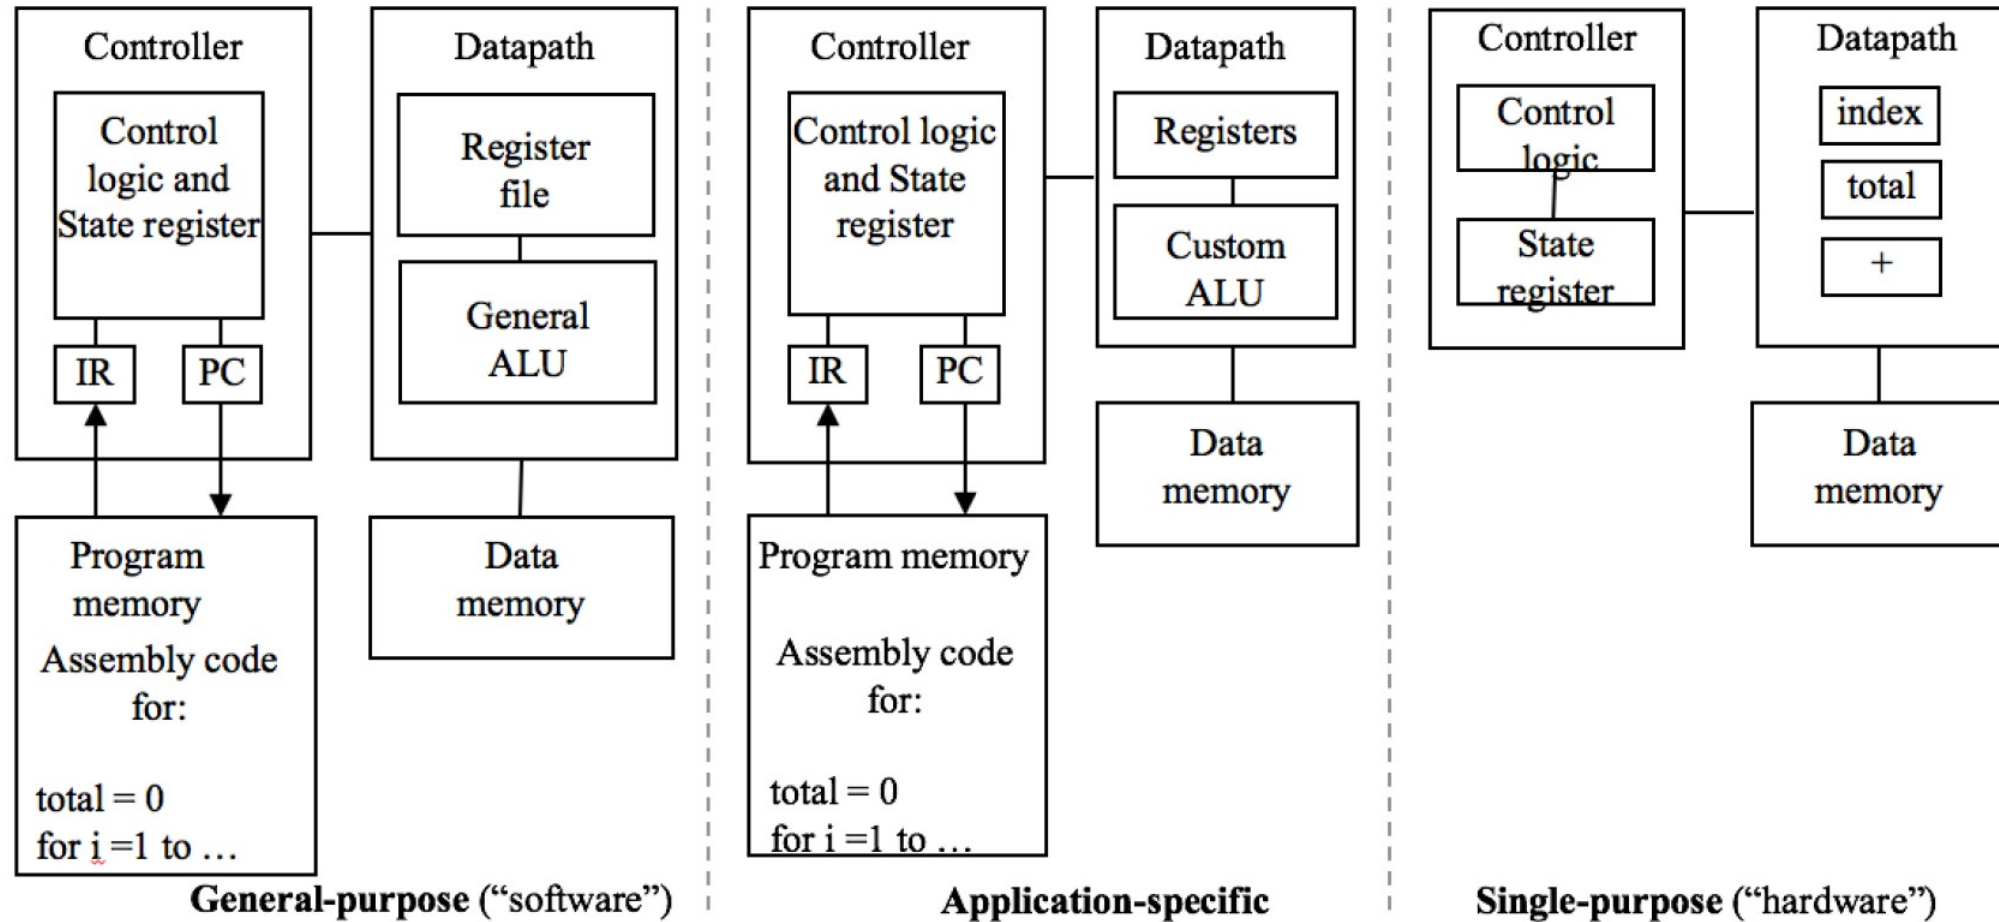 Controller
Control
logic and
State register
IR
PC
Datapath
Register
file
General
ALU
Program
memory
Assembly code
for:
total = 0
for i =1 to …
Data
memory
General-purpose (“software”)
Controller
Control logic
and State
register
IR
PC
Datapath
Registers
Custom
ALU
Data
memory
Program memory
Assembly code
for:
total = 0
for i =1 to …
Application-specific
Controller
Control
logic
State
register
Datapath
index
total
+
Data
memory
Single-purpose (“hardware”)